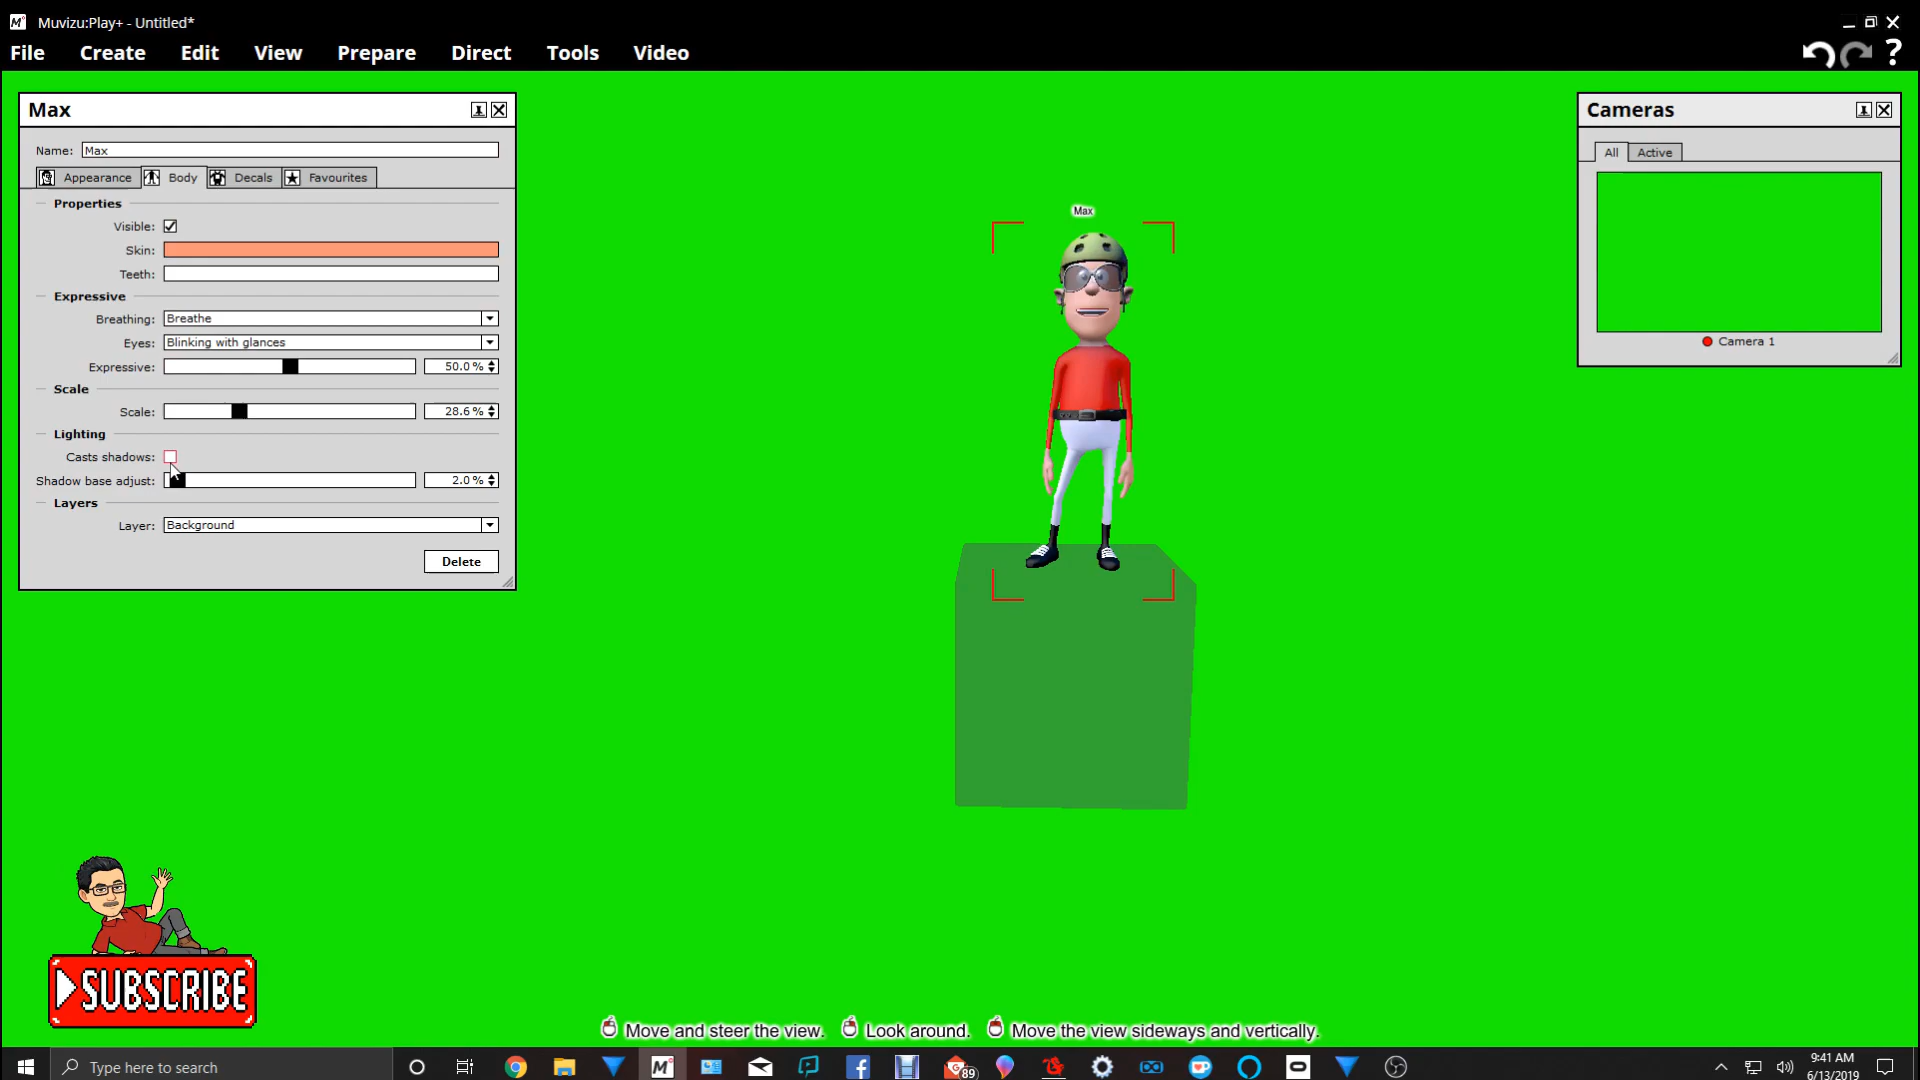 Muvizu:Play+ - Untitled*
File Create Edit View Prepare Direct Tools Video ?
Max
Name: Max
Appearance Body Decals Favourites
Properties
Visible:
Skin:
Teeth:
Expressive
Breathing: Breathe
Eyes: Blinking with glances
Expressive: 50.0 %
Scale
Scale: 28.6 %
Lighting
Casts shadows:
Shadow base adjust: 2.0 %
Layers
Layer: Background
Delete
Max
Cameras
All Active
Camera 1
SUBSCRIBE
Move and steer the view. Look around. Move the view sideways and vertically.
Type here to search
89
9:41 AM
6/13/2019